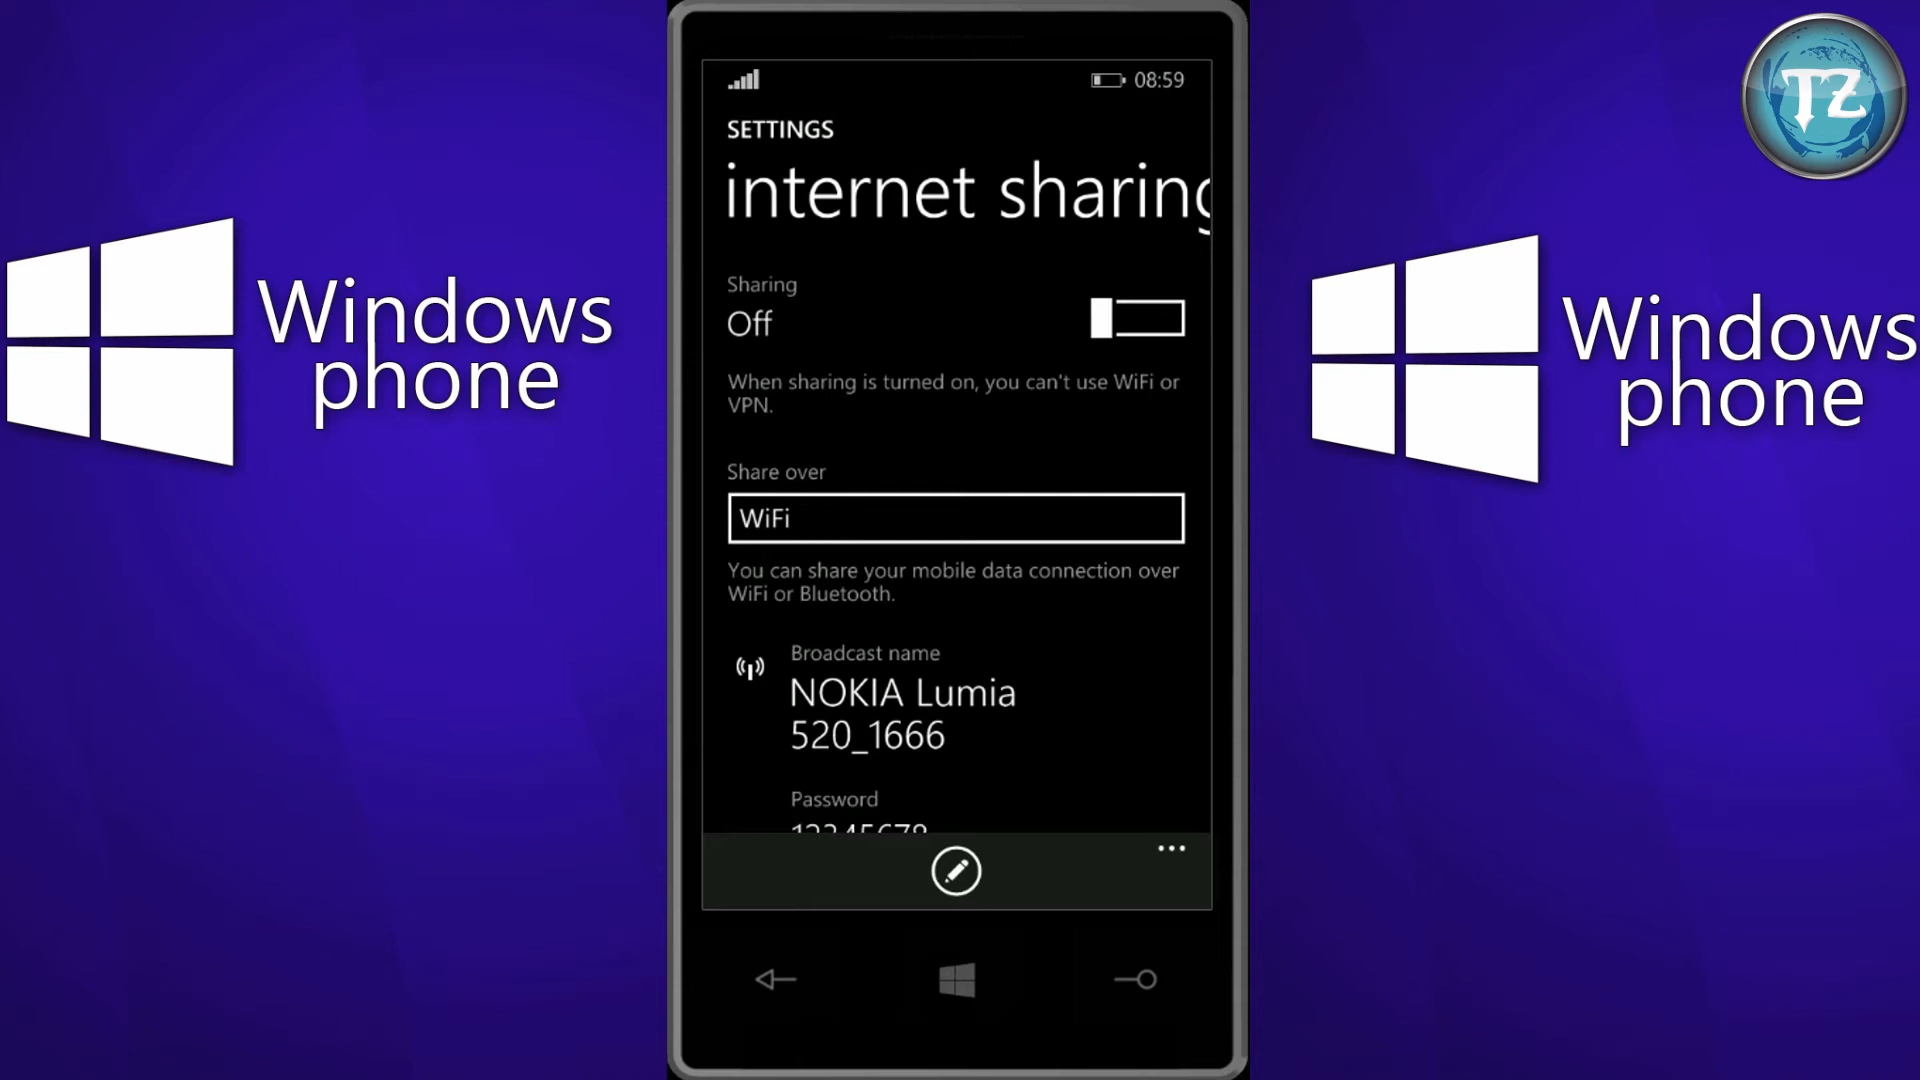 TZ
08:59
SETTINGS
internet sharing
Sharing
Off
When sharing is turned on, you can't use WiFi or
VPN.
Share over
WiFi
You can share your mobile data connection over
WiFi or Bluetooth.
Broadcast name
NOKIA Lumia
520_1666
Password
12345678
Windows
phone
Windows
phone